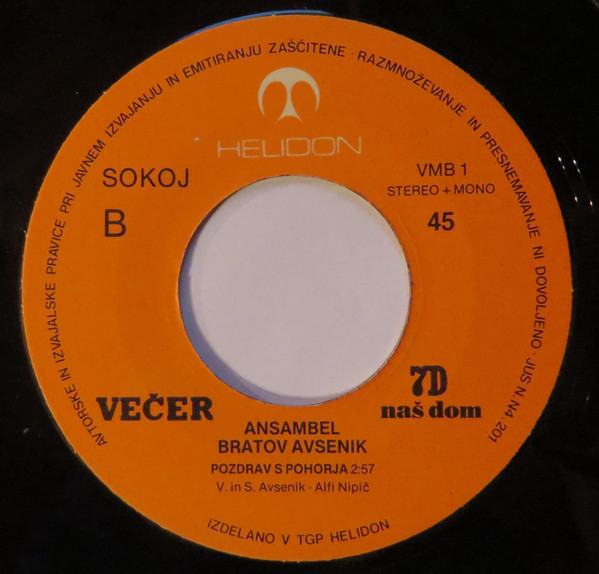 AVTORSKE IN IZVAJALSKE PRAVICE PRI JAVNEM IZVAJANJU IN EMITIRANJU ZAŠČITENE · RAZMNOŽEVANJE IN PRESNEMAVANJE NI DOVOLJENO · JUS N.N4.201
HELIDON
SOKOJ
VMB 1
STEREO + MONO
B
45
VEČER
7D
naš dom
ANSAMBEL
BRATOV AVSENIK
POZDRAV S POHORJA 2:57
V. in S. Avsenik · Alfi Nipič
IZDELANO V TGP HELIDON